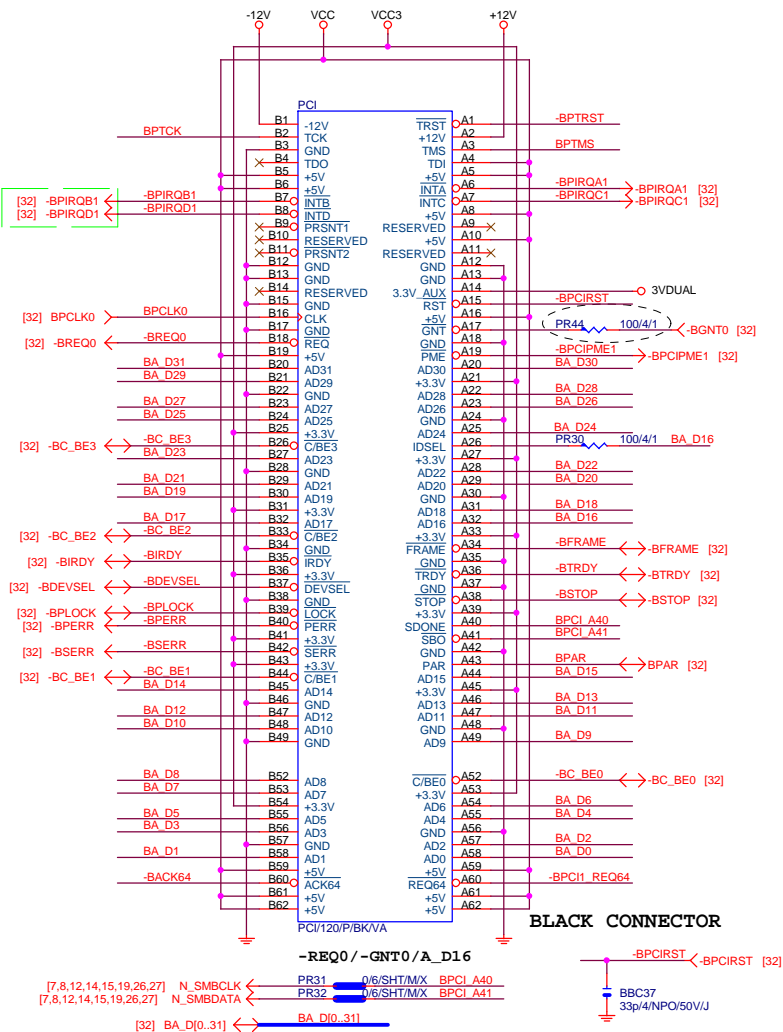 -12V VCC VCC3 +12V
PCI
B1 -12V TRST A1 -BPTRST
BPTCK B2 TCK +12V A2
B3 GND TMS A3 BPTMS
B4 TDO TDI A4
B5 +5V +5V A5
B6 +5V INTA A6 -BPIRQA1 -BPIRQA1 [32]
[32] -BPIRQB1 -BPIRQB1 B7 INTB INTC A7 -BPIRQC1 -BPIRQC1 [32]
[32] -BPIRQD1 -BPIRQD1 B8 INTD +5V A8
B9 PRSNT1 RESERVED A9
B10 RESERVED +5V A10
B11 PRSNT2 RESERVED A11
B12 GND GND A12
B13 GND GND A13
B14 RESERVED 3.3V_AUX A14 3VDUAL
B15 GND RST A15 -BPCIRST
[32] BPCLK0 BPCLK0 B16 CLK +5V A16
B17 GND GNT A17 PR44 100/4/1 -BGNT0 [32]
[32] -BREQ0 -BREQ0 B18 REQ GND A18
B19 +5V PME A19 -BPCIPME1 -BPCIPME1 [32]
BA_D31 B20 AD31 AD30 A20 BA_D30
BA_D29 B21 AD29 +3.3V A21
B22 GND AD28 A22 BA_D28
BA_D27 B23 AD27 AD26 A23 BA_D26
BA_D25 B24 AD25 GND A24
B25 +3.3V AD24 A25 BA_D24
[32] -BC_BE3 -BC_BE3 B26 C/BE3 IDSEL A26 PR30 100/4/1 BA_D16
BA_D23 B27 AD23 +3.3V A27
B28 GND AD22 A28 BA_D22
BA_D21 B29 AD21 AD20 A29 BA_D20
BA_D19 B30 AD19 GND A30
B31 +3.3V AD18 A31 BA_D18
BA_D17 B32 AD17 AD16 A32 BA_D16
[32] -BC_BE2 -BC_BE2 B33 C/BE2 +3.3V A33
B34 GND FRAME A34 -BFRAME -BFRAME [32]
[32] -BIRDY -BIRDY B35 IRDY GND A35
B36 +3.3V TRDY A36 -BTRDY -BTRDY [32]
[32] -BDEVSEL -BDEVSEL B37 DEVSEL GND A37
B38 GND STOP A38 -BSTOP -BSTOP [32]
[32] -BPLOCK -BPLOCK B39 LOCK +3.3V A39
[32] -BPERR -BPERR B40 PERR SDONE A40 BPCI_A40
B41 +3.3V SBO A41 BPCI_A41
[32] -BSERR -BSERR B42 SERR GND A42
B43 +3.3V PAR A43 BPAR BPAR [32]
[32] -BC_BE1 -BC_BE1 B44 C/BE1 AD15 A44 BA_D15
BA_D14 B45 AD14 +3.3V A45
B46 GND AD13 A46 BA_D13
BA_D12 B47 AD12 AD11 A47 BA_D11
BA_D10 B48 AD10 GND A48
B49 GND AD9 A49 BA_D9
BA_D8 B52 AD8 C/BE0 A52 -BC_BE0 -BC_BE0 [32]
BA_D7 B53 AD7 +3.3V A53
B54 +3.3V AD6 A54 BA_D6
BA_D5 B55 AD5 AD4 A55 BA_D4
BA_D3 B56 AD3 GND A56
B57 GND AD2 A57 BA_D2
BA_D1 B58 AD1 AD0 A58 BA_D0
B59 +5V +5V A59
-BACK64 B60 ACK64 REQ64 A60 -BPCI1_REQ64
B61 +5V +5V A61
B62 +5V +5V A62
PCI/120/P/BK/VA
BLACK CONNECTOR
-REQ0/-GNT0/A_D16
[7,8,12,14,15,19,26,27] N_SMBCLK PR31 0/6/SHT/M/X BPCI_A40
[7,8,12,14,15,19,26,27] N_SMBDATA PR32 0/6/SHT/M/X BPCI_A41
[32] BA_D[0..31] BA_D[0..31]
-BPCIRST -BPCIRST [32]
BBC37
33p/4/NPO/50V/J